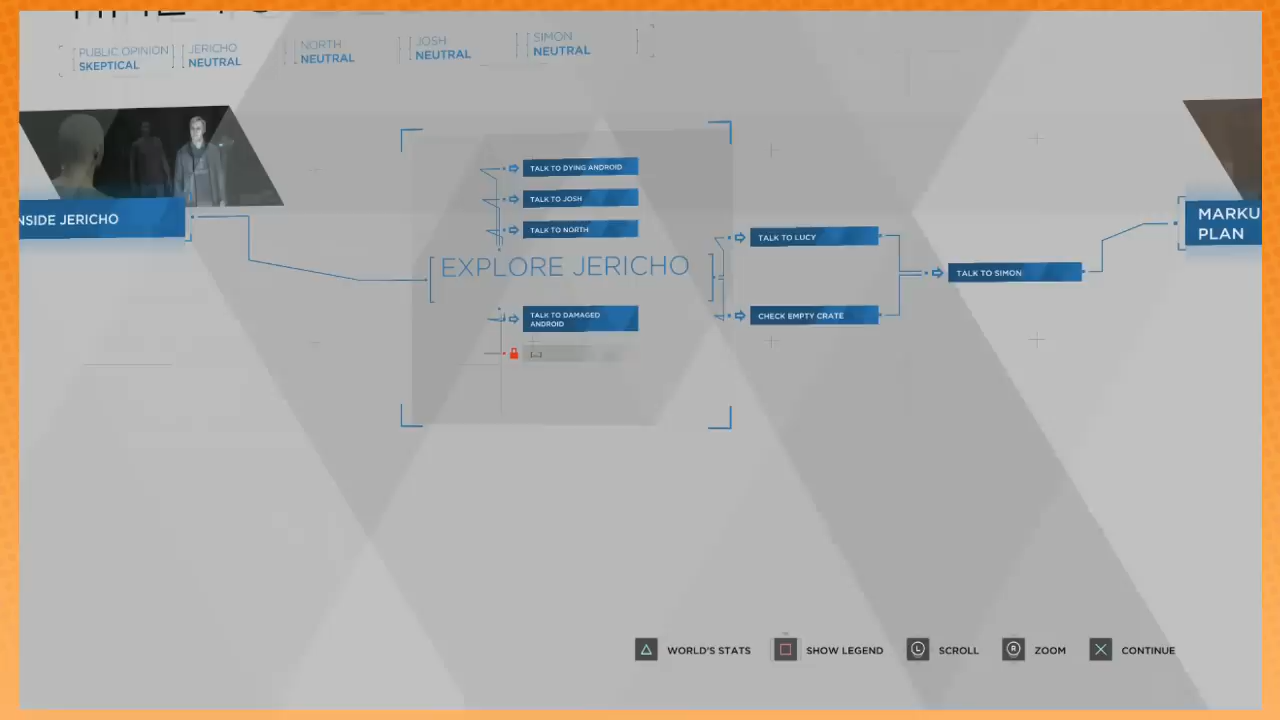 PUBLIC OPINION
SKEPTICAL
JERICHO
NEUTRAL
NORTH
NEUTRAL
JOSH
NEUTRAL
SIMON
NEUTRAL
NSIDE JERICHO
TALK TO DYING ANDROID
TALK TO JOSH
TALK TO NORTH
EXPLORE JERICHO
TALK TO DAMAGED
ANDROID
[...]
TALK TO LUCY
CHECK EMPTY CRATE
TALK TO SIMON
MARKU
PLAN
WORLD'S STATS
SHOW LEGEND
L
SCROLL
R
ZOOM
CONTINUE